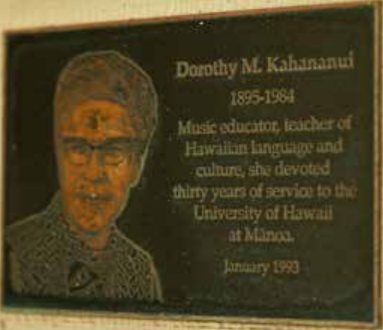 Dorothy M. Kahananui
1895-1984
Music educator, teacher of
Hawaiian language and
culture, she devoted
thirty years of service to the
University of Hawaii
at Mānoa.
January 1993